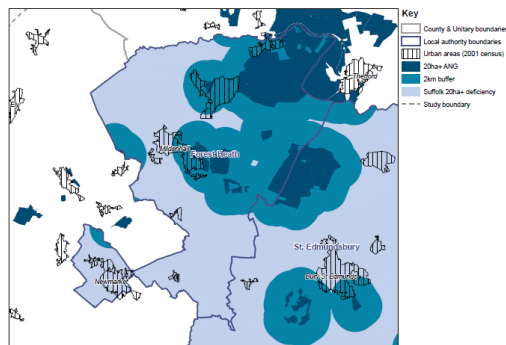 Key
County & Unitary boundaries
Local authority boundaries
Urban areas (2001 census)
20ha+ ANG
2km buffer
Suffolk 20ha+ deficiency
Study boundary
Thetford
Mildenhall
Forest Heath
St. Edmundsbury
Bury St. Edmunds
Newmarket